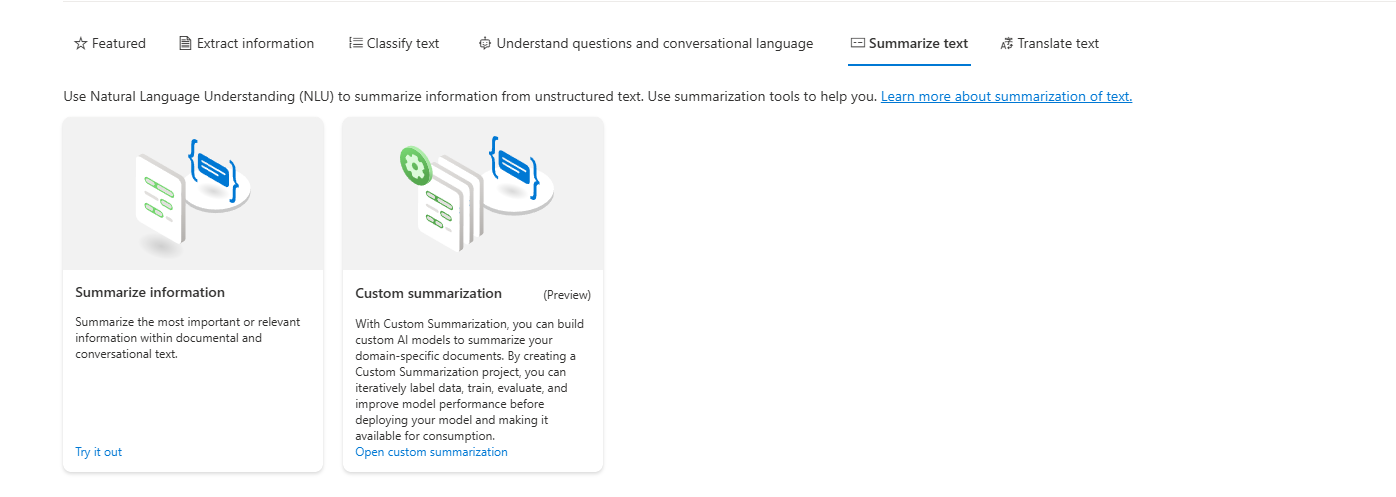 Featured
Extract information
Classify text
Understand questions and conversational language
Summarize text
Translate text
Use Natural Language Understanding (NLU) to summarize information from unstructured text. Use summarization tools to help you. Learn more about summarization of text.
Summarize information
Summarize the most important or relevant
information within documental and
conversational text.
Try it out
Custom summarization
(Preview)
With Custom Summarization, you can build
custom AI models to summarize your
domain-specific documents. By creating a
Custom Summarization project, you can
iteratively label data, train, evaluate, and
improve model performance before
deploying your model and making it
available for consumption.
Open custom summarization